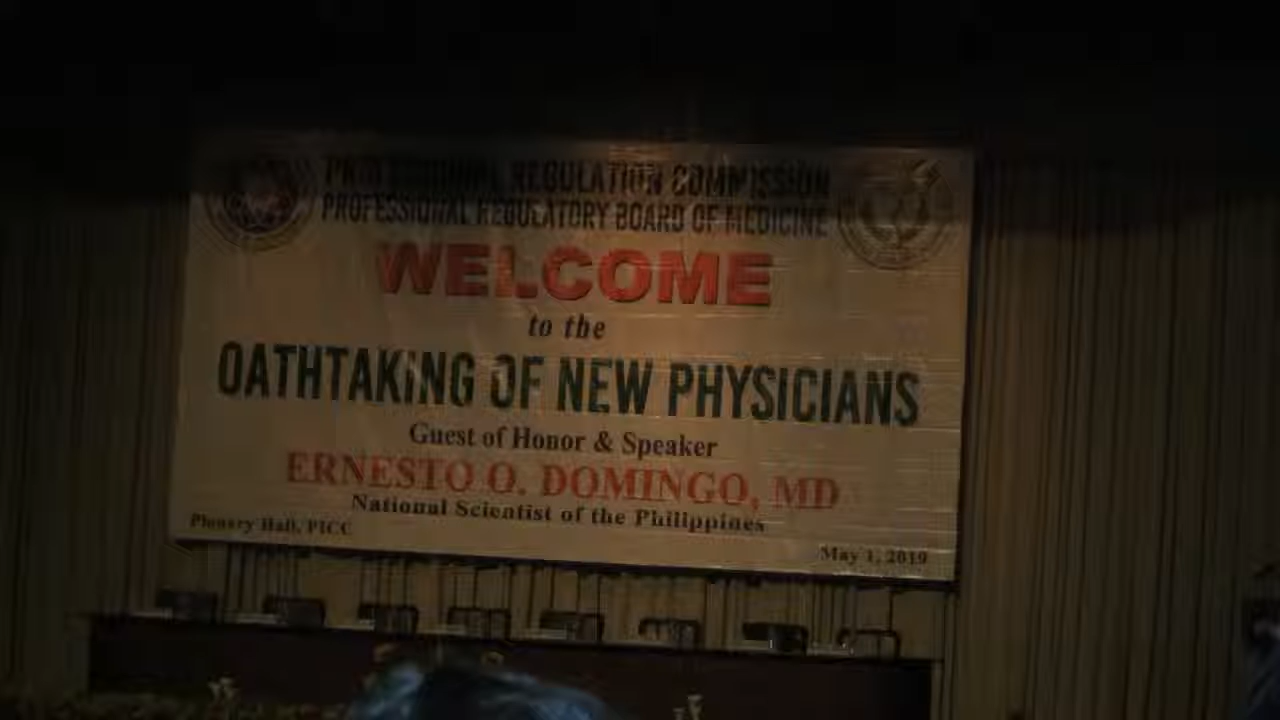 PROFESSIONAL REGULATION COMMISSION
PROFESSIONAL REGULATORY BOARD OF MEDICINE
WELCOME
to the
OATHTAKING OF NEW PHYSICIANS
Guest of Honor & Speaker
ERNESTO O. DOMINGO, MD
National Scientist of the Philippines
Plenary Hall, PICC
May 1, 2019